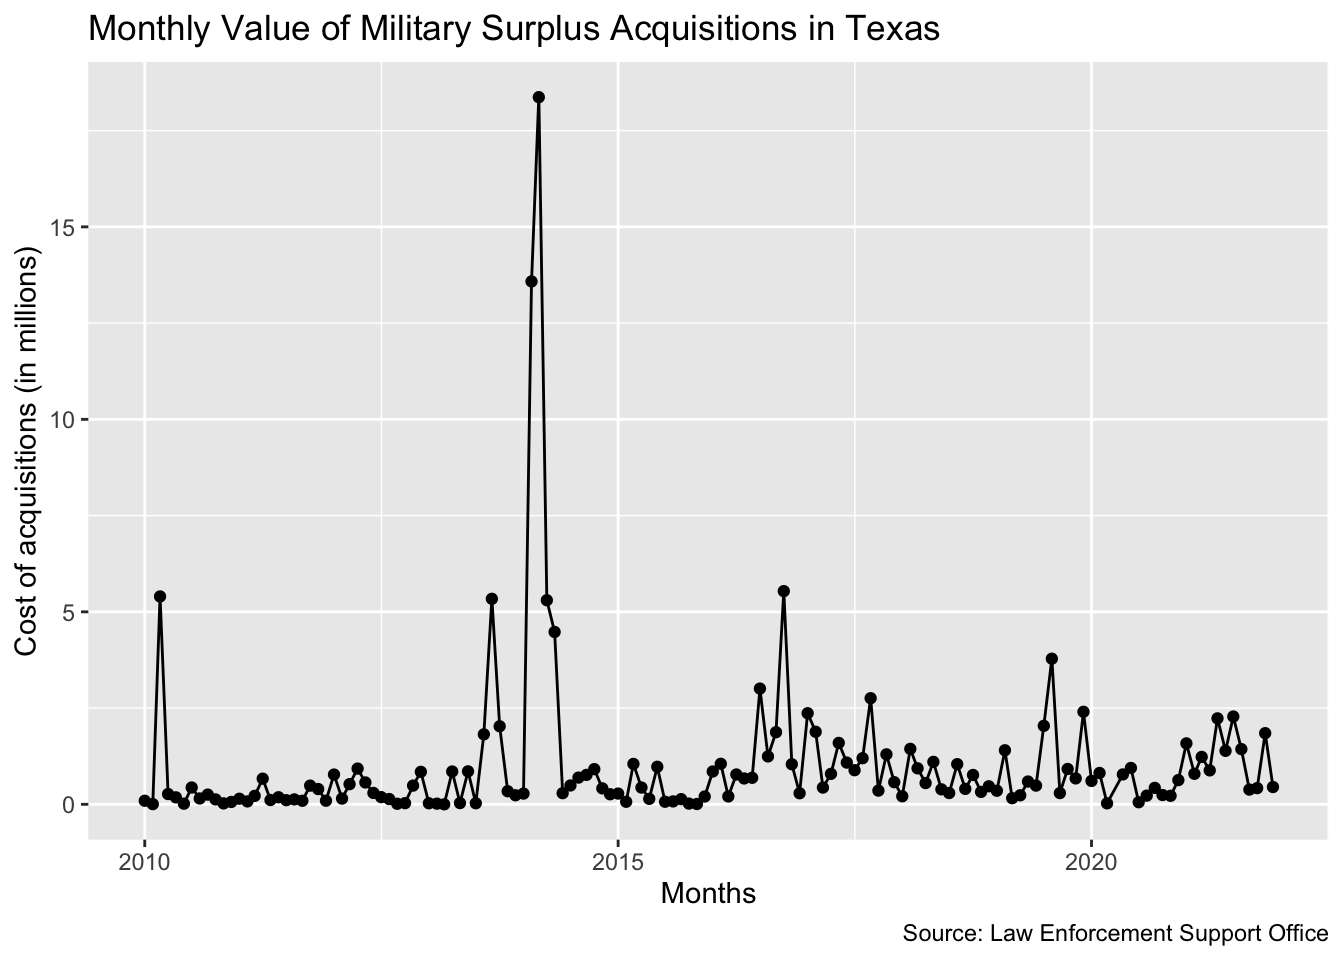 Monthly Value of Military Surplus Acquisitions in Texas
Cost of acquisitions (in millions)
15
10
5
0
2010 2015 2020
Months
Source: Law Enforcement Support Office